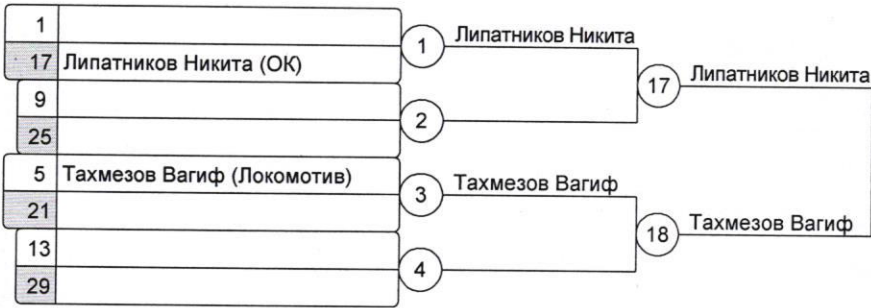 1
17 Липатников Никита (ОК)
1 Липатников Никита
9
25
2
17 Липатников Никита
5 Тахмезов Вагиф (Локомотив)
21
3 Тахмезов Вагиф
13
29
4
18 Тахмезов Вагиф